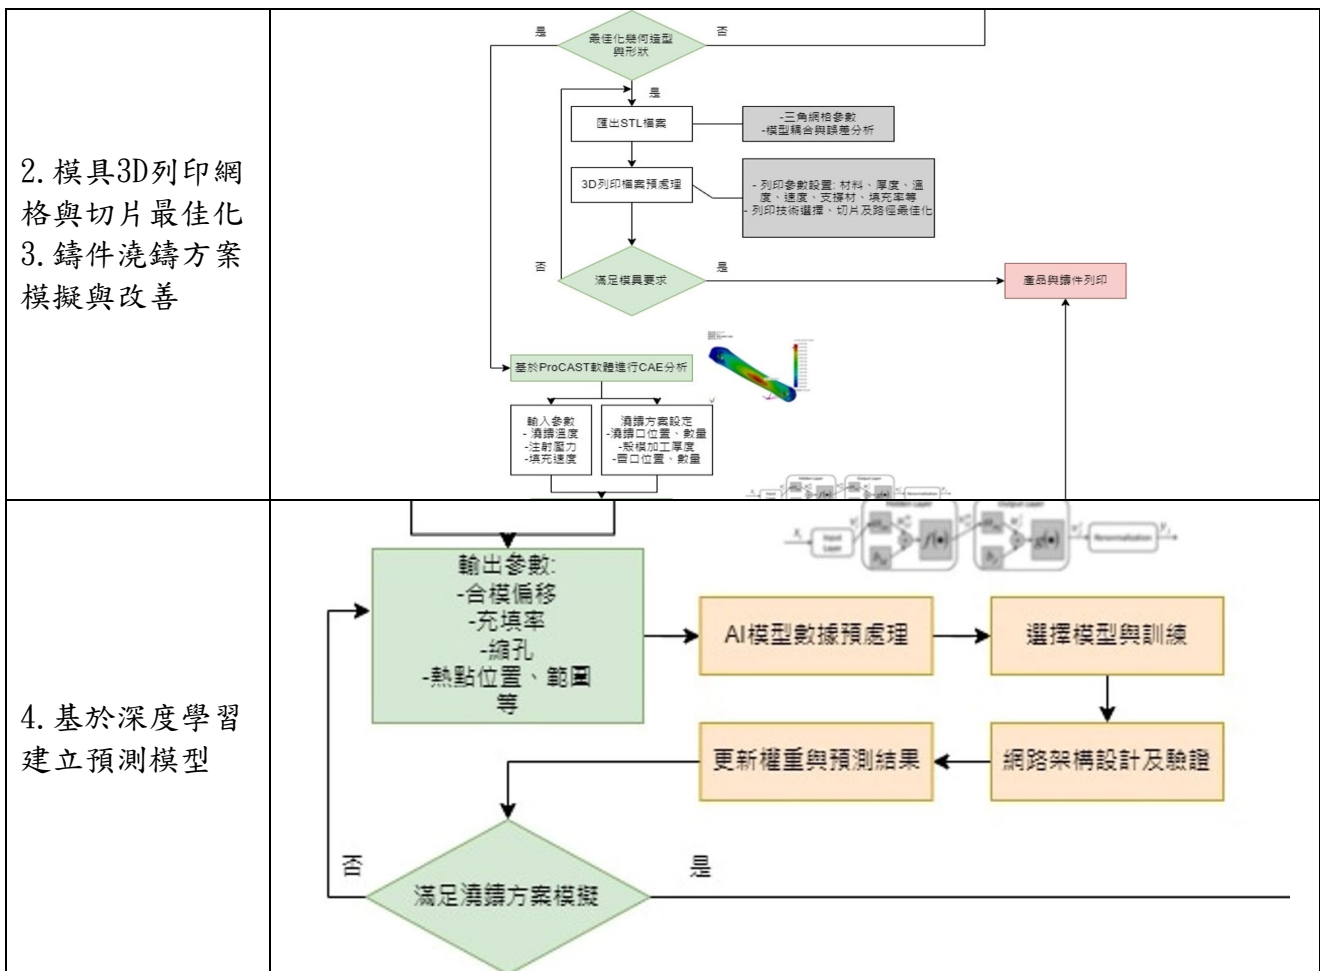 2.模具3D列印網
格與切片最佳化
3.鑄件澆鑄方案
模擬與改善
是
最佳化幾何造型
與形狀
否
是
匯出STL檔案
-三角網格參數
-模型耦合與誤差分析
3D列印檔案預處理
- 列印參數設置: 材料、厚度、溫
度、速度、支撐材、填充率等
- 列印技術選擇、切片及路徑最佳化
否
滿足模具要求
是
產品與鑄件列印
基於ProCAST軟體進行CAE分析
輸入參數
- 澆鑄溫度
-注射壓力
-填充速度
澆鑄方案設定
-澆鑄口位置、數量
-殼模加工厚度
-冒口位置、數量
4.基於深度學習
建立預測模型
Input
Layer
f(•)
g(•)
Renormalization
輸出參數:
-合模偏移
-充填率
-縮孔
-熱點位置、範圍
等
AI模型數據預處理
選擇模型與訓練
更新權重與預測結果
網路架構設計及驗證
否
滿足澆鑄方案模擬
是